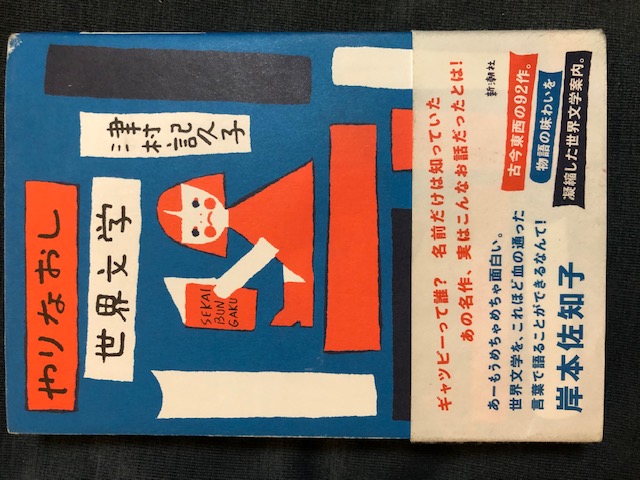 やりなおし
世界文学
津村記久子
SEKAI
BUN
GAKU
ギャツビーって誰? 名前だけは知っていた
あの名作、実はこんなお話だったとは!
あーもうめちゃめちゃ面白い。
世界文学を、これほど血の通った
言葉で語ることができるなんて!
岸本佐知子
古今東西の92作。
物語の味わいを
凝縮した世界文学案内。
新潮社